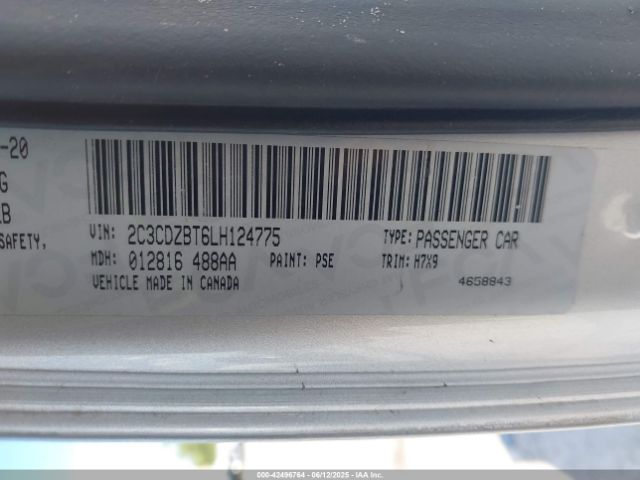 -20
G
LB
SAFETY,
VIN: 2C3CDZBT6LH124775
TYPE: PASSENGER CAR
MDH: 012816 488AA
PAINT: PSE
TRIM: H7X9
VEHICLE MADE IN CANADA
4658843
000-42496764 - 06/12/2025 - IAA Inc.